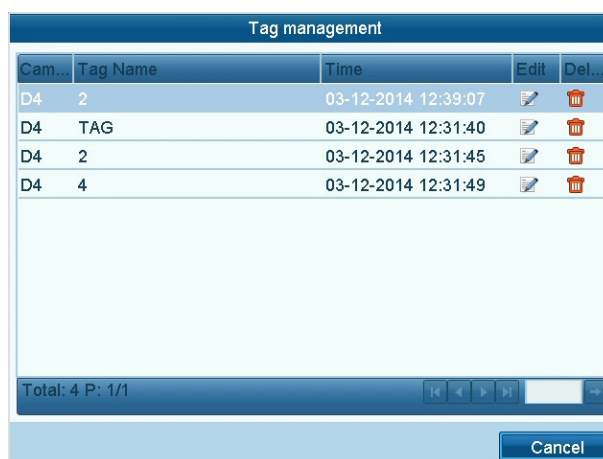 Tag management
Cam... Tag Name Time Edit Del...
D4 2 03-12-2014 12:39:07
D4 TAG 03-12-2014 12:31:40
D4 2 03-12-2014 12:31:45
D4 4 03-12-2014 12:31:49
Total: 4 P: 1/1
Cancel